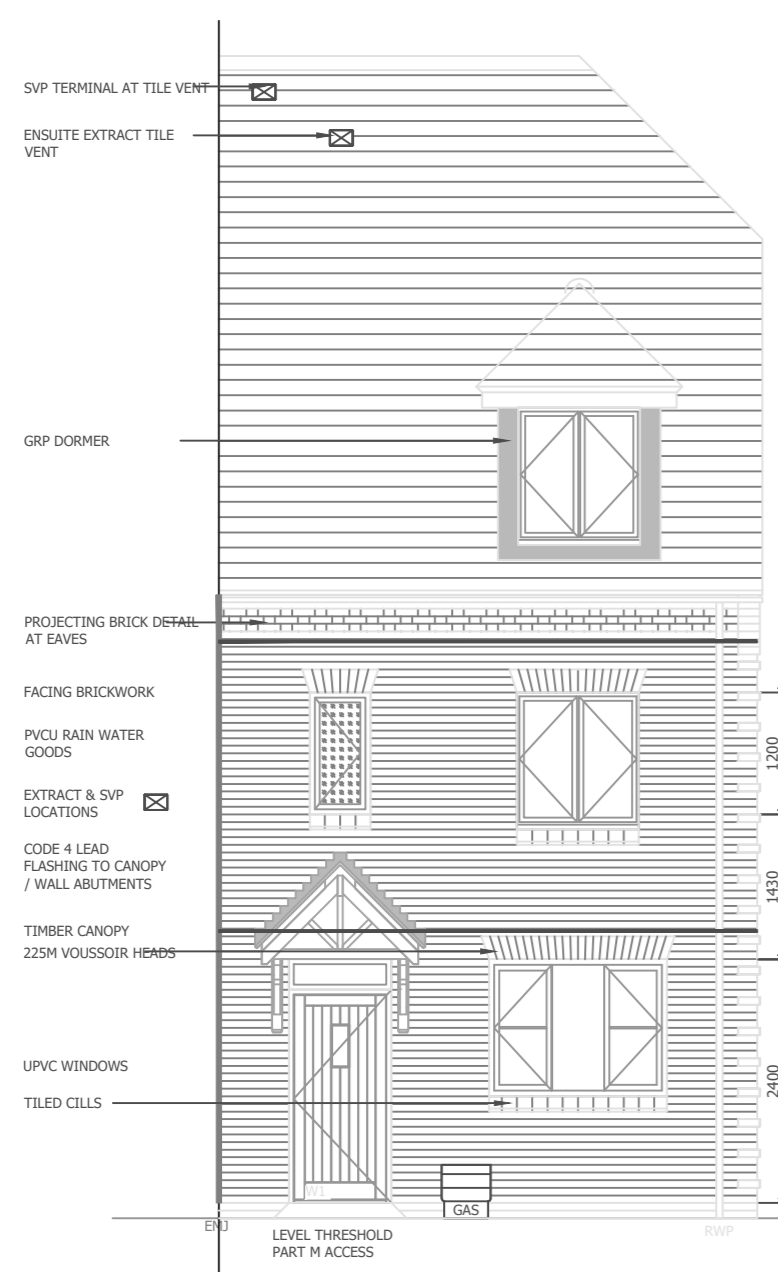 SVP TERMINAL AT TILE VENT
ENSUITE EXTRACT TILE
VENT
GRP DORMER
PROJECTING BRICK DETAIL
AT EAVES
FACING BRICKWORK
PVCU RAIN WATER
GOODS
EXTRACT & SVP
LOCATIONS
CODE 4 LEAD
FLASHING TO CANOPY
/ WALL ABUTMENTS
TIMBER CANOPY
225M VOUSSOIR HEADS
UPVC WINDOWS
TILED CILLS
1200
1430
2400
W1
GAS
EMJ
LEVEL THRESHOLD
PART M ACCESS
RWP